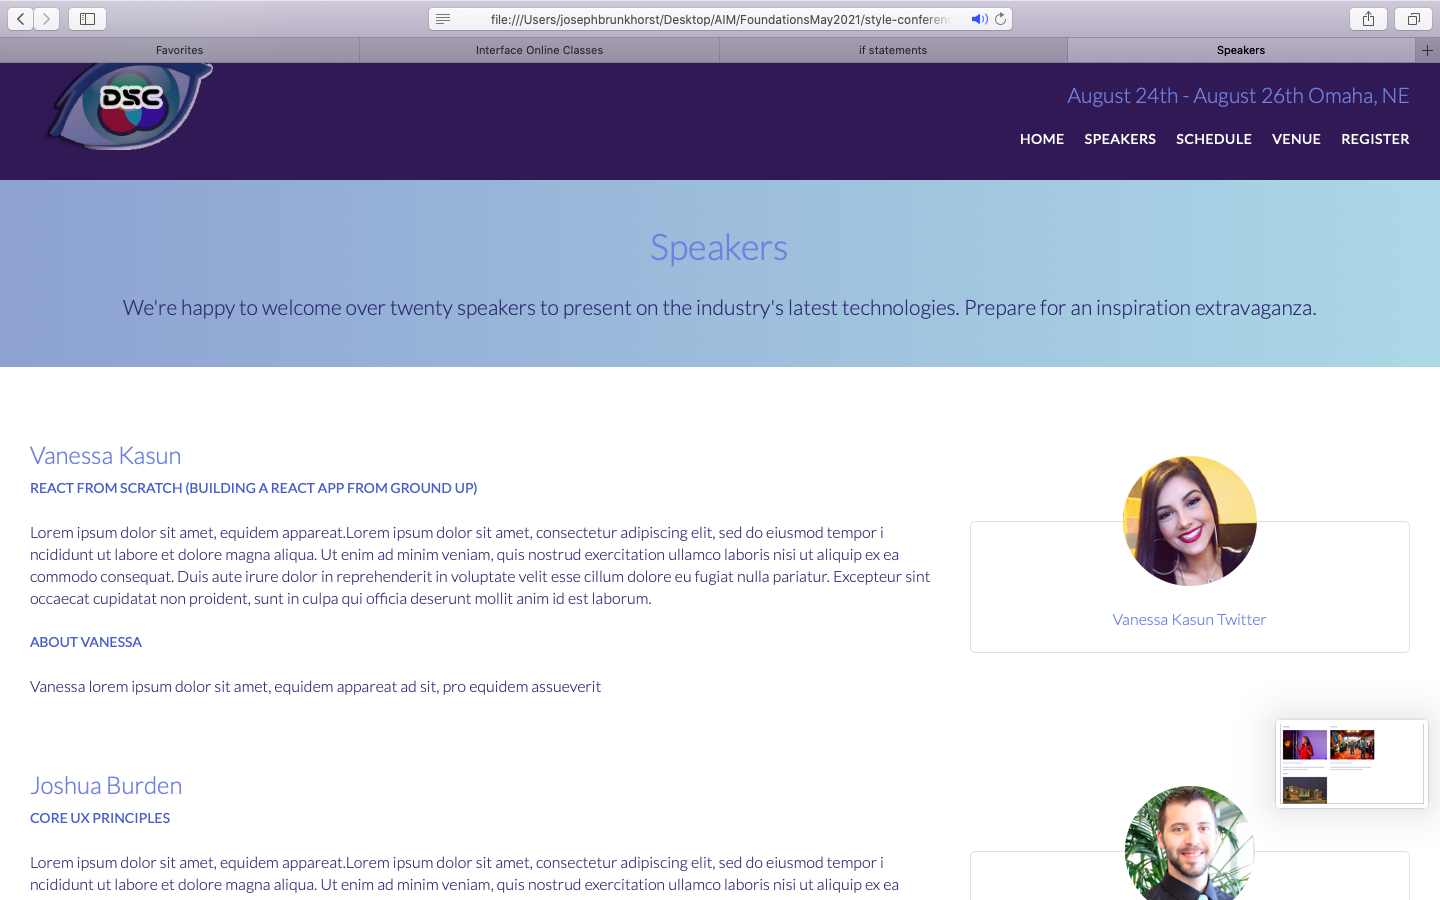 file:///Users/josephbrunkhorst/Desktop/AIM/FoundationsMay2021/style-conferen
Favorites
Interface Online Classes
if statements
Speakers
DSC
August 24th - August 26th Omaha, NE
HOME SPEAKERS SCHEDULE VENUE REGISTER
Speakers
We're happy to welcome over twenty speakers to present on the industry's latest technologies. Prepare for an inspiration extravaganza.
Vanessa Kasun
REACT FROM SCRATCH (BUILDING A REACT APP FROM GROUND UP)
Lorem ipsum dolor sit amet, equidem appareat.Lorem ipsum dolor sit amet, consectetur adipiscing elit, sed do eiusmod tempor i
ncididunt ut labore et dolore magna aliqua. Ut enim ad minim veniam, quis nostrud exercitation ullamco laboris nisi ut aliquip ex ea
commodo consequat. Duis aute irure dolor in reprehenderit in voluptate velit esse cillum dolore eu fugiat nulla pariatur. Excepteur sint
occaecat cupidatat non proident, sunt in culpa qui officia deserunt mollit anim id est laborum.
ABOUT VANESSA
Vanessa lorem ipsum dolor sit amet, equidem appareat ad sit, pro equidem assueverit
Vanessa Kasun Twitter
Joshua Burden
CORE UX PRINCIPLES
Lorem ipsum dolor sit amet, equidem appareat.Lorem ipsum dolor sit amet, consectetur adipiscing elit, sed do eiusmod tempor i
ncididunt ut labore et dolore magna aliqua. Ut enim ad minim veniam, quis nostrud exercitation ullamco laboris nisi ut aliquip ex ea